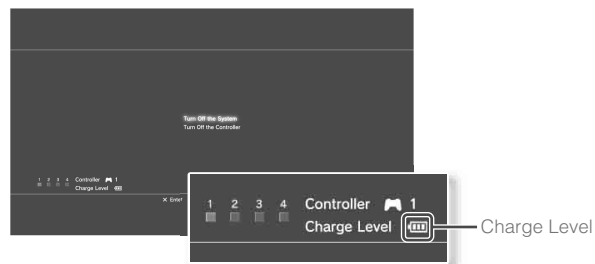 Turn Off the System
Turn Off the Controller
1 2 3 4 Controller 1
Charge Level
× Enter
1 2 3 4 Controller 1
Charge Level
Charge Level